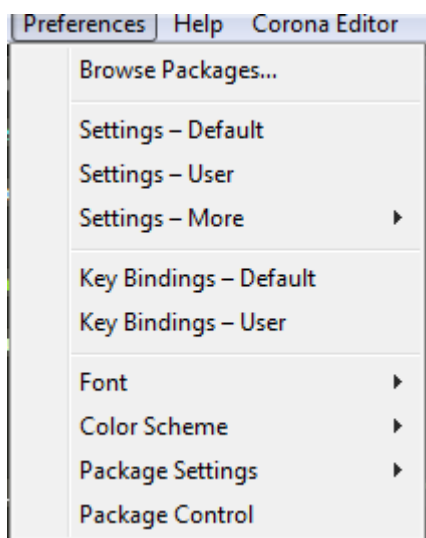 Preferences Help Corona Editor
Browse Packages...
Settings – Default
Settings – User
Settings – More
Key Bindings – Default
Key Bindings – User
Font
Color Scheme
Package Settings
Package Control